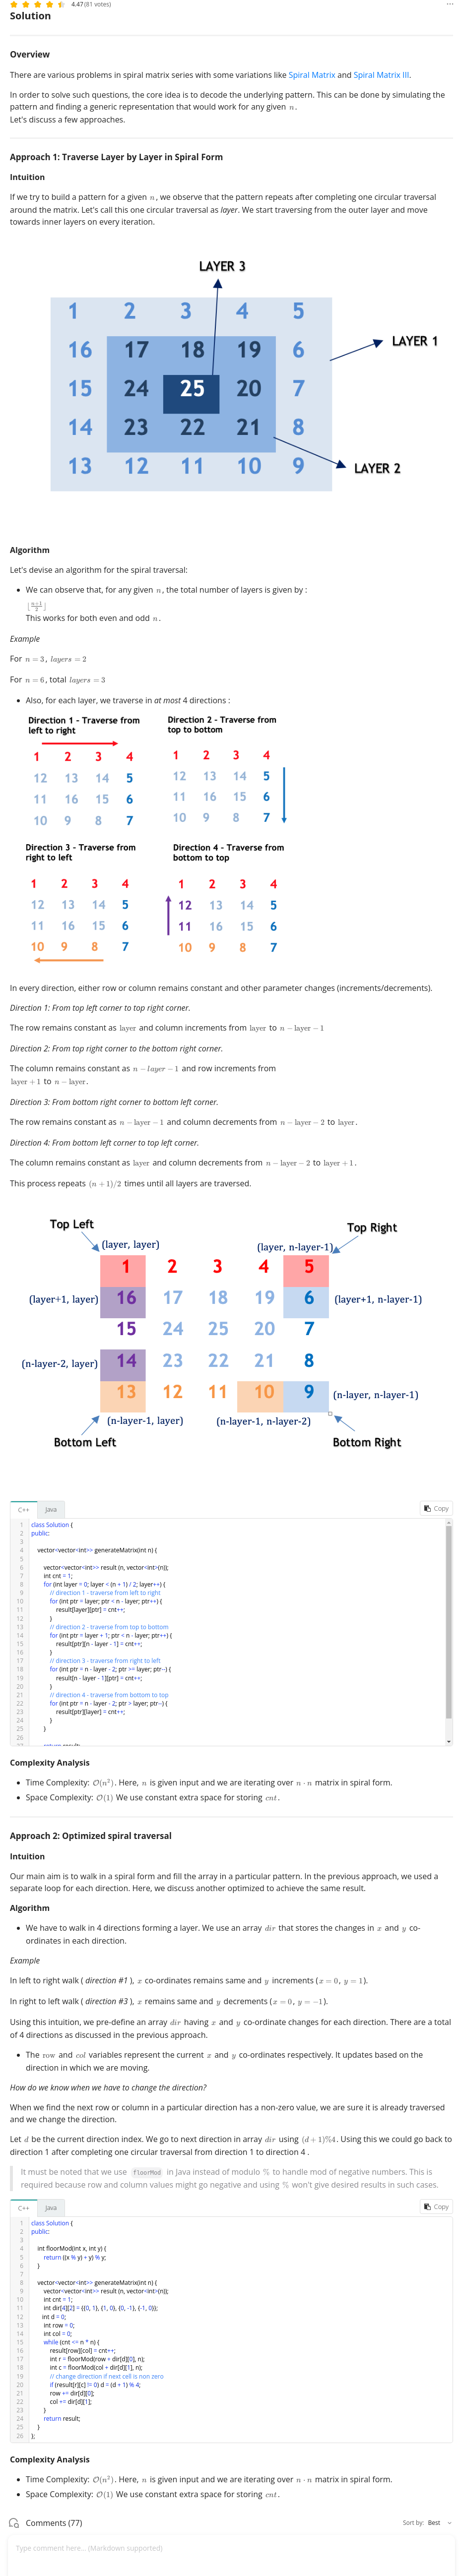 4.47 (81 votes)
Solution
Overview
There are various problems in spiral matrix series with some variations like Spiral Matrix and Spiral Matrix III.
In order to solve such questions, the core idea is to decode the underlying pattern. This can be done by simulating the
pattern and finding a generic representation that would work for any given n.
Let's discuss a few approaches.
Approach 1: Traverse Layer by Layer in Spiral Form
Intuition
If we try to build a pattern for a given n, we observe that the pattern repeats after completing one circular traversal
around the matrix. Let's call this one circular traversal as layer. We start traversing from the outer layer and move
towards inner layers on every iteration.
LAYER 3
1 2 3 4 5
LAYER 1
16 17 18 19 6
15 24 25 20 7
14 23 22 21 8
13 12 11 10 9
LAYER 2
Algorithm
Let's devise an algorithm for the spiral traversal:
• We can observe that, for any given n, the total number of layers is given by :
⌊(n+1)/2⌋
This works for both even and odd n.
Example
For n = 3, layers = 2
For n = 6, total layers = 3
• Also, for each layer, we traverse in at most 4 directions :
Direction 1 - Traverse from
left to right
1 2 3 4
12 13 14 5
11 16 15 6
10 9 8 7
Direction 2 - Traverse from
top to bottom
1 2 3 4
12 13 14 5
11 16 15 6
10 9 8 7
Direction 3 - Traverse from
right to left
1 2 3 4
12 13 14 5
11 16 15 6
10 9 8 7
Direction 4 - Traverse from
bottom to top
1 2 3 4
12 13 14 5
11 16 15 6
10 9 8 7
In every direction, either row or column remains constant and other parameter changes (increments/decrements).
Direction 1: From top left corner to top right corner.
The row remains constant as layer and column increments from layer to n − layer − 1
Direction 2: From top right corner to the bottom right corner.
The column remains constant as n − layer − 1 and row increments from
layer + 1 to n − layer.
Direction 3: From bottom right corner to bottom left corner.
The row remains constant as n − layer − 1 and column decrements from n − layer − 2 to layer.
Direction 4: From bottom left corner to top left corner.
The column remains constant as layer and column decrements from n − layer − 2 to layer + 1.
This process repeats (n + 1)/2 times until all layers are traversed.
Top Left
Top Right
(layer, layer)
(layer, n-layer-1)
1 2 3 4 5
(layer+1, layer)
16 17 18 19 6
(layer+1, n-layer-1)
15 24 25 20 7
(n-layer-2, layer)
14 23 22 21 8
13 12 11 10 9
(n-layer, n-layer-1)
(n-layer-1, layer)
(n-layer-1, n-layer-2)
Bottom Left
Bottom Right
C++
Java
Copy
1 class Solution {
2 public:
3
4 vector<vector<int>> generateMatrix(int n) {
5
6 vector<vector<int>> result (n, vector<int>(n));
7 int cnt = 1;
8 for (int layer = 0; layer < (n + 1) / 2; layer++) {
9 // direction 1 - traverse from left to right
10 for (int ptr = layer; ptr < n - layer; ptr++) {
11 result[layer][ptr] = cnt++;
12 }
13 // direction 2 - traverse from top to bottom
14 for (int ptr = layer + 1; ptr < n - layer; ptr++) {
15 result[ptr][n - layer - 1] = cnt++;
16 }
17 // direction 3 - traverse from right to left
18 for (int ptr = n - layer - 2; ptr >= layer; ptr--) {
19 result[n - layer - 1][ptr] = cnt++;
20 }
21 // direction 4 - traverse from bottom to top
22 for (int ptr = n - layer - 2; ptr > layer; ptr--) {
23 result[ptr][layer] = cnt++;
24 }
25 }
26
Complexity Analysis
• Time Complexity: O(n²). Here, n is given input and we are iterating over n · n matrix in spiral form.
• Space Complexity: O(1) We use constant extra space for storing cnt.
Approach 2: Optimized spiral traversal
Intuition
Our main aim is to walk in a spiral form and fill the array in a particular pattern. In the previous approach, we used a
separate loop for each direction. Here, we discuss another optimized to achieve the same result.
Algorithm
• We have to walk in 4 directions forming a layer. We use an array dir that stores the changes in x and y co-
ordinates in each direction.
Example
In left to right walk ( direction #1 ), x co-ordinates remains same and y increments (x = 0, y = 1).
In right to left walk ( direction #3 ), x remains same and y decrements (x = 0, y = −1).
Using this intuition, we pre-define an array dir having x and y co-ordinate changes for each direction. There are a total
of 4 directions as discussed in the previous approach.
• The row and col variables represent the current x and y co-ordinates respectively. It updates based on the
direction in which we are moving.
How do we know when we have to change the direction?
When we find the next row or column in a particular direction has a non-zero value, we are sure it is already traversed
and we change the direction.
Let d be the current direction index. We go to next direction in array dir using (d + 1)%4. Using this we could go back to
direction 1 after completing one circular traversal from direction 1 to direction 4 .
It must be noted that we use floorMod in Java instead of modulo % to handle mod of negative numbers. This is
required because row and column values might go negative and using % won't give desired results in such cases.
C++
Java
Copy
1 class Solution {
2 public:
3
4 int floorMod(int x, int y) {
5 return ((x % y) + y) % y;
6 }
7
8 vector<vector<int>> generateMatrix(int n) {
9 vector<vector<int>> result (n, vector<int>(n));
10 int cnt = 1;
11 int dir[4][2] = {{0, 1}, {1, 0}, {0, -1}, {-1, 0}};
12 int d = 0;
13 int row = 0;
14 int col = 0;
15 while (cnt <= n * n) {
16 result[row][col] = cnt++;
17 int r = floorMod(row + dir[d][0], n);
18 int c = floorMod(col + dir[d][1], n);
19 // change direction if next cell is non zero
20 if (result[r][c] != 0) d = (d + 1) % 4;
21 row += dir[d][0];
22 col += dir[d][1];
23 }
24 return result;
25 }
26 };
Complexity Analysis
• Time Complexity: O(n²). Here, n is given input and we are iterating over n · n matrix in spiral form.
• Space Complexity: O(1) We use constant extra space for storing cnt.
Comments (77)
Sort by: Best
Type comment here... (Markdown supported)